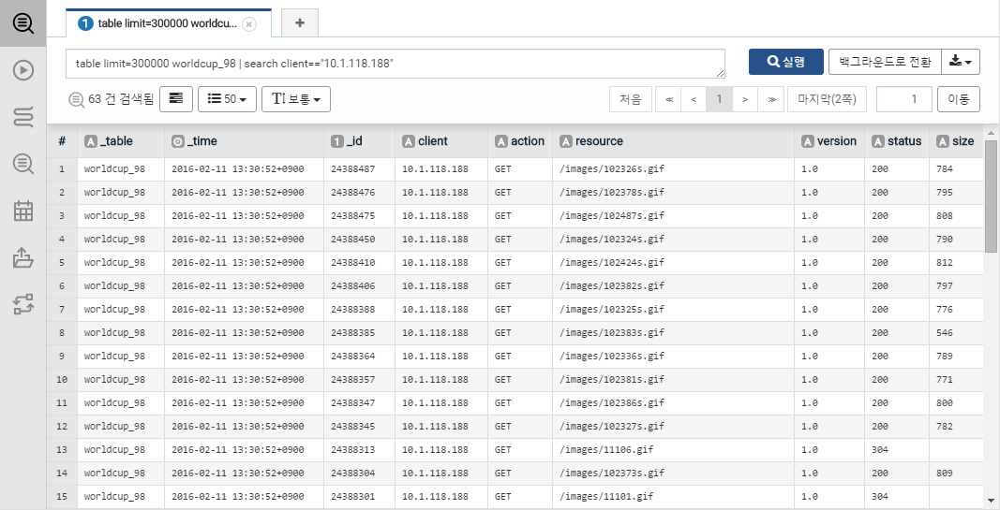 1 table limit=300000 worldcu... +
table limit=300000 worldcup_98 | search client=="10.1.118.188"
실행 백그라운드로 전환
63 건 검색됨 50 TI 보통 처음 ≪ < 1 > ≫ 마지막(2쪽) 1 이동
# A _table _time 1 _id A client A action A resource A version A status A size
1 worldcup_98 2016-02-11 13:30:52+0900 24388487 10.1.118.188 GET /images/102326s.gif 1.0 200 784
2 worldcup_98 2016-02-11 13:30:52+0900 24388476 10.1.118.188 GET /images/102378s.gif 1.0 200 795
3 worldcup_98 2016-02-11 13:30:52+0900 24388475 10.1.118.188 GET /images/102487s.gif 1.0 200 808
4 worldcup_98 2016-02-11 13:30:52+0900 24388450 10.1.118.188 GET /images/102324s.gif 1.0 200 790
5 worldcup_98 2016-02-11 13:30:52+0900 24388410 10.1.118.188 GET /images/102424s.gif 1.0 200 812
6 worldcup_98 2016-02-11 13:30:52+0900 24388406 10.1.118.188 GET /images/102382s.gif 1.0 200 797
7 worldcup_98 2016-02-11 13:30:52+0900 24388388 10.1.118.188 GET /images/102325s.gif 1.0 200 776
8 worldcup_98 2016-02-11 13:30:52+0900 24388385 10.1.118.188 GET /images/102383s.gif 1.0 200 546
9 worldcup_98 2016-02-11 13:30:52+0900 24388364 10.1.118.188 GET /images/102336s.gif 1.0 200 789
10 worldcup_98 2016-02-11 13:30:52+0900 24388357 10.1.118.188 GET /images/102381s.gif 1.0 200 771
11 worldcup_98 2016-02-11 13:30:52+0900 24388347 10.1.118.188 GET /images/102386s.gif 1.0 200 800
12 worldcup_98 2016-02-11 13:30:52+0900 24388345 10.1.118.188 GET /images/102327s.gif 1.0 200 782
13 worldcup_98 2016-02-11 13:30:52+0900 24388313 10.1.118.188 GET /images/11106.gif 1.0 304
14 worldcup_98 2016-02-11 13:30:52+0900 24388304 10.1.118.188 GET /images/102373s.gif 1.0 200 809
15 worldcup_98 2016-02-11 13:30:52+0900 24388301 10.1.118.188 GET /images/11101.gif 1.0 304